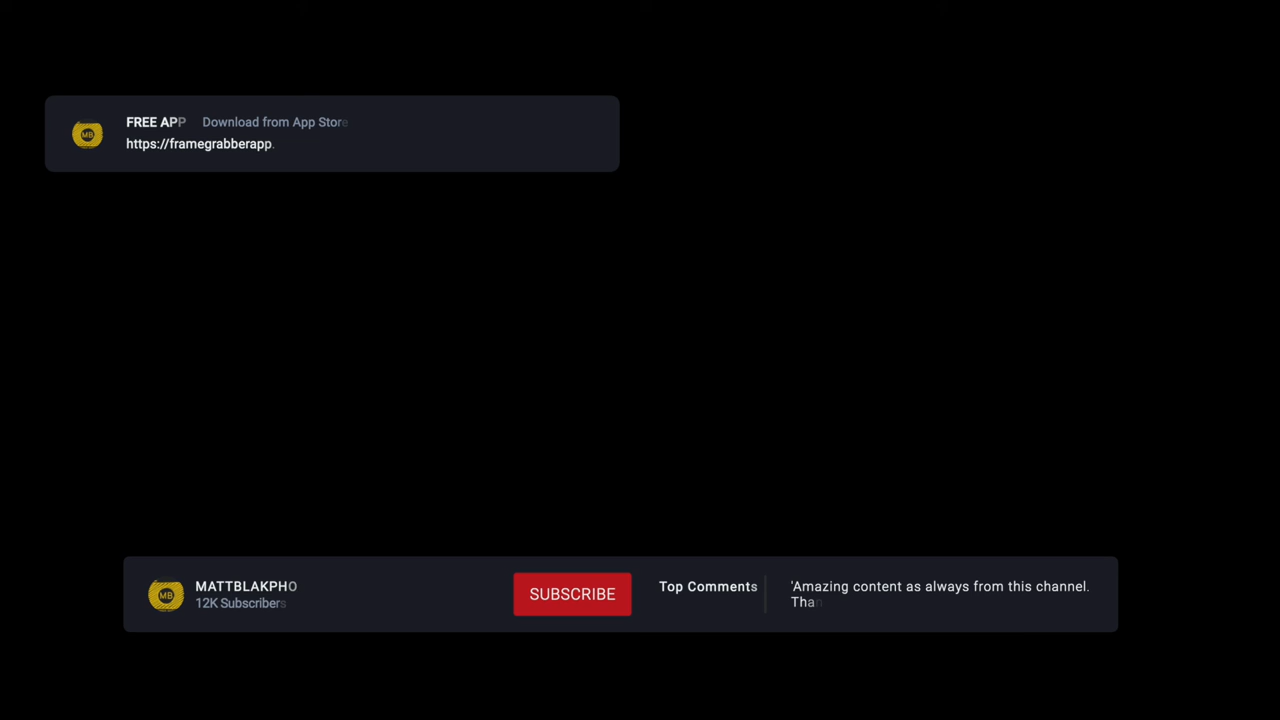 FREE APP Download from App Store
MB
https://framegrabberapp.
MATTBLAKPHO
MB
12K Subscribers
SUBSCRIBE
Top Comments
'Amazing content as always from this channel.
Than